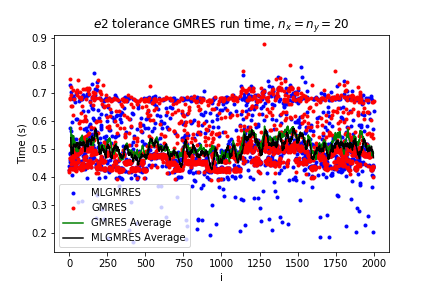 e2 tolerance GMRES run time, n_x = n_y = 20
0.9
0.8
0.7
0.6
0.5
0.4
0.3
0.2
Time (s)
MLGMRES
GMRES
GMRES Average
MLGMRES Average
0 250 500 750 1000 1250 1500 1750 2000
i